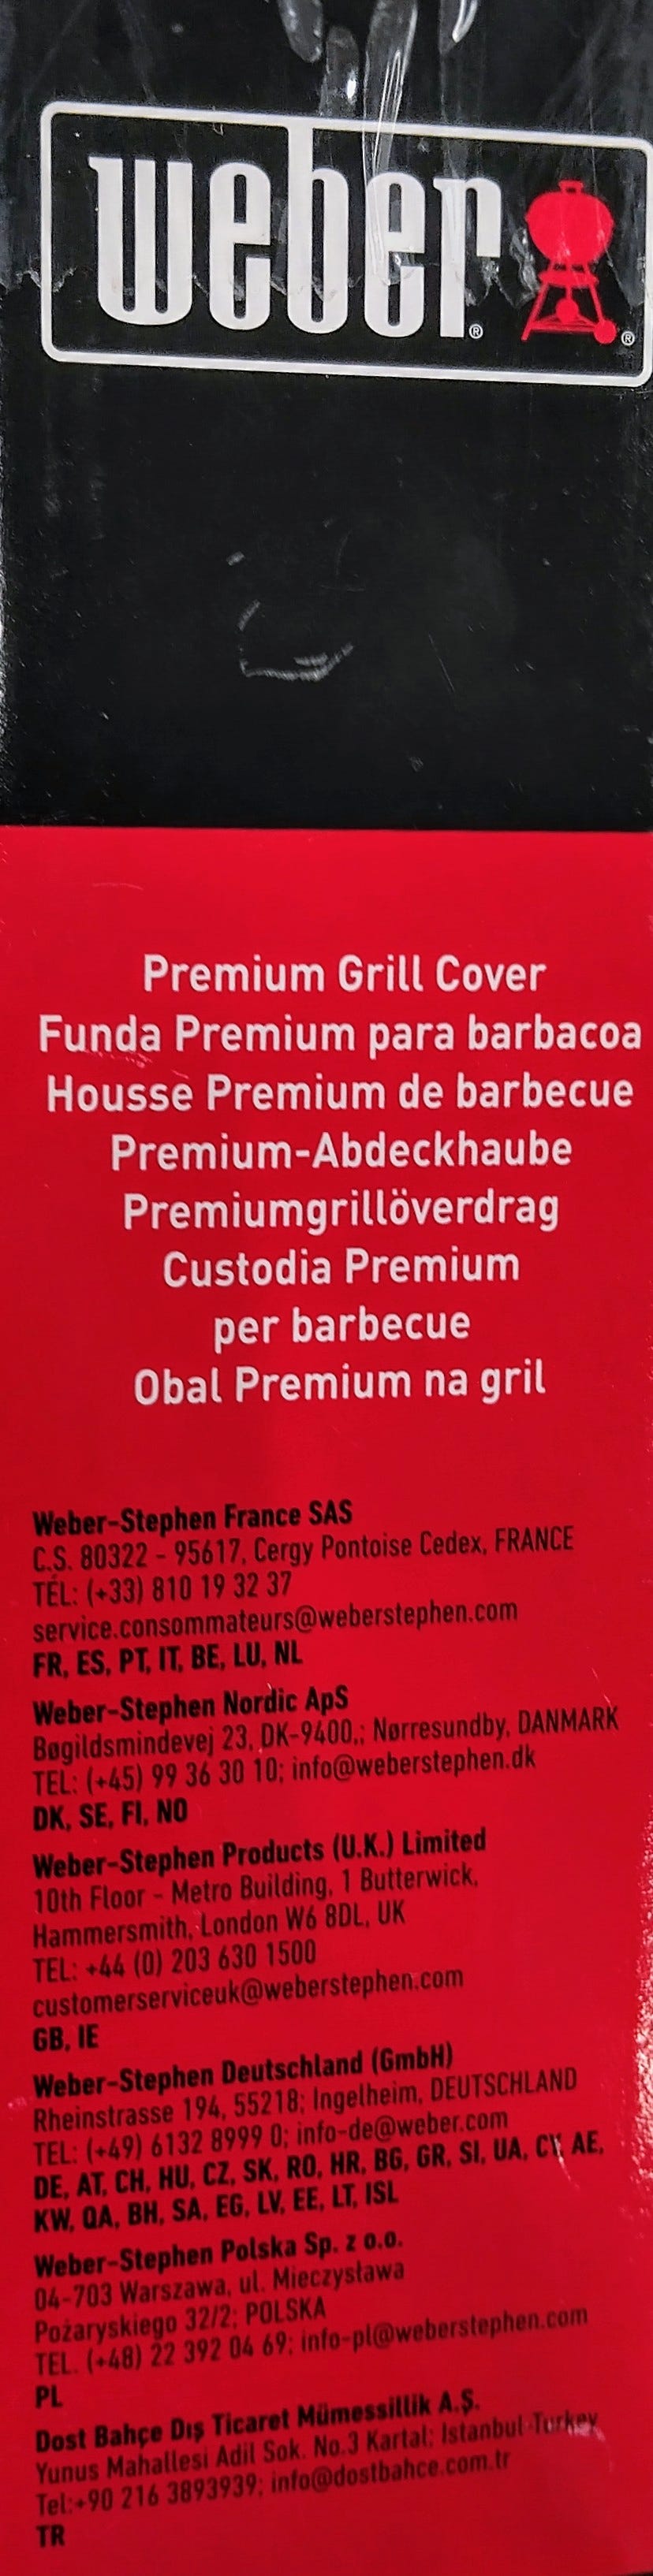 weber®
®
Premium Grill Cover
Funda Premium para barbacoa
Housse Premium de barbecue
Premium-Abdeckhaube
Premiumgrillöverdrag
Custodia Premium
per barbecue
Obal Premium na gril
Weber-Stephen France SAS
C.S. 80322 - 95617, Cergy Pontoise Cedex, FRANCE
TÉL: (+33) 810 19 32 37
service.consommateurs@weberstephen.com
FR, ES, PT, IT, BE, LU, NL
Weber-Stephen Nordic ApS
Bøgildsmindevej 23, DK-9400,; Nørresundby, DANMARK
TEL: (+45) 99 36 30 10; info@weberstephen.dk
DK, SE, FI, NO
Weber-Stephen Products (U.K.) Limited
10th Floor - Metro Building, 1 Butterwick,
Hammersmith, London W6 8DL, UK
TEL: +44 (0) 203 630 1500
customerserviceuk@weberstephen.com
GB, IE
Weber-Stephen Deutschland (GmbH)
Rheinstrasse 194, 55218; Ingelheim, DEUTSCHLAND
TEL: (+49) 6132 8999 0; info-de@weber.com
DE, AT, CH, HU, CZ, SK, RO, HR, BG, GR, SI, UA, CY, AE,
KW, QA, BH, SA, EG, LV, EE, LT, ISL
Weber-Stephen Polska Sp. z o.o.
04-703 Warszawa, ul. Mieczysława
Pożaryskiego 32/2; POLSKA
TEL. (+48) 22 392 04 69; info-pl@weberstephen.com
PL
Dost Bahçe Dış Ticaret Mümessillik A.Ş.
Yunus Mahallesi Adil Sok. No.3 Kartal; Istanbul-Turkey
Tel:+90 216 3893939; info@dostbahce.com.tr
TR